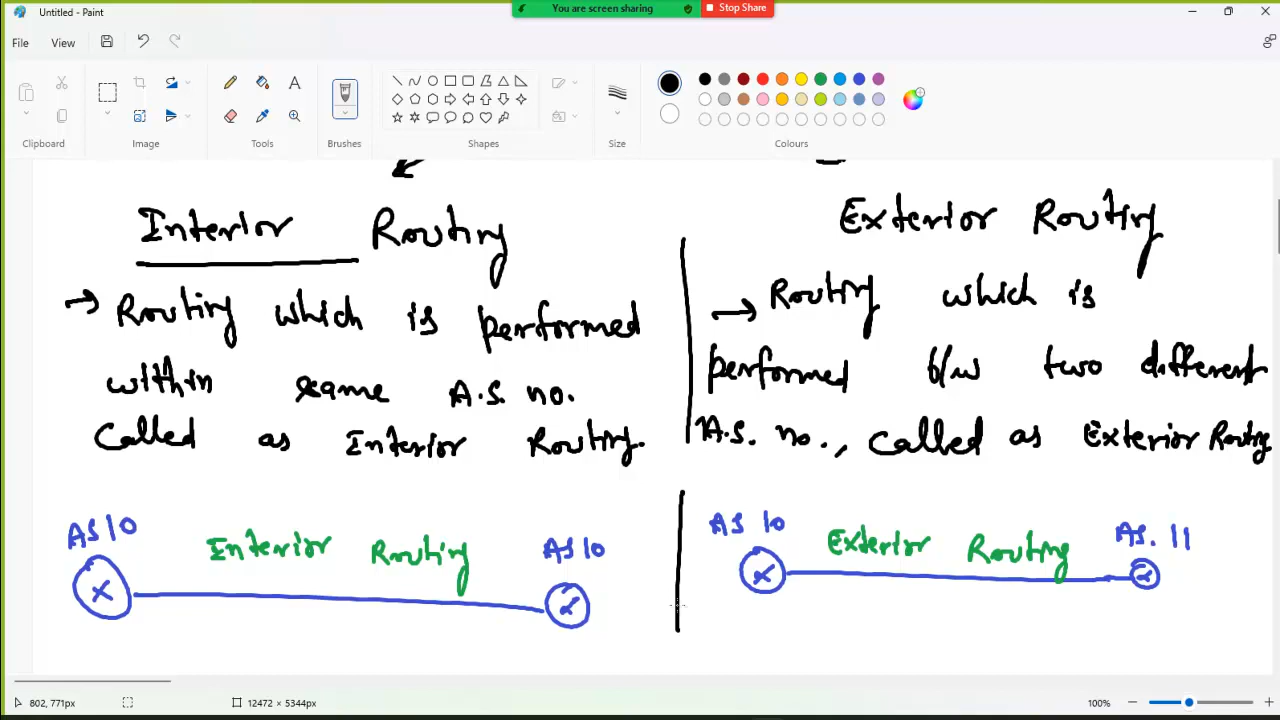 You are screen sharing
Stop Share
Untitled - Paint
File
View
Clipboard
Image
Tools
Brushes
Shapes
Size
Colours
Interior Routing
→ Routing which is performed
within same A.S. no.
called as Interior Routing.
AS 10
Interior Routing
AS 10
Exterior Routing
→ Routing which is
performed b/w two different
A.S. no., called as Exterior Routing
AS 10
Exterior Routing
AS. 11
802, 771px
12472 × 5344px
100%